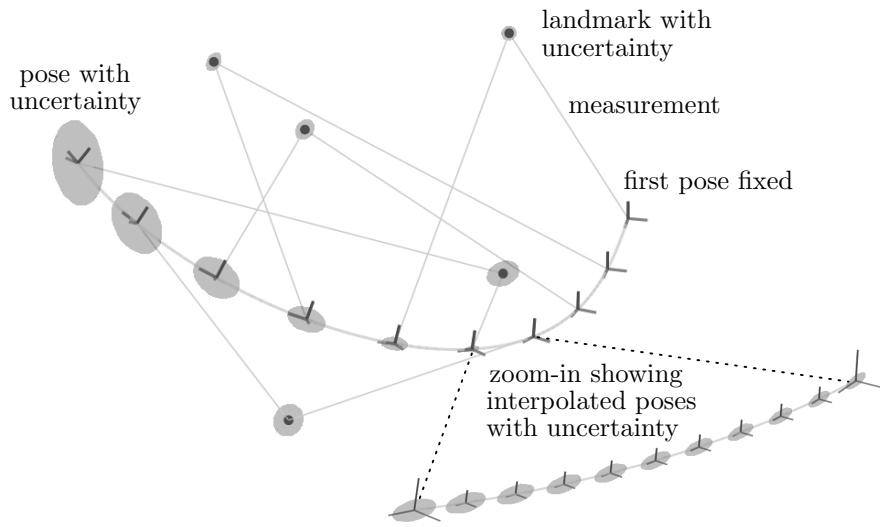 landmark with
uncertainty
pose with
uncertainty
measurement
first pose fixed
zoom-in showing
interpolated poses
with uncertainty